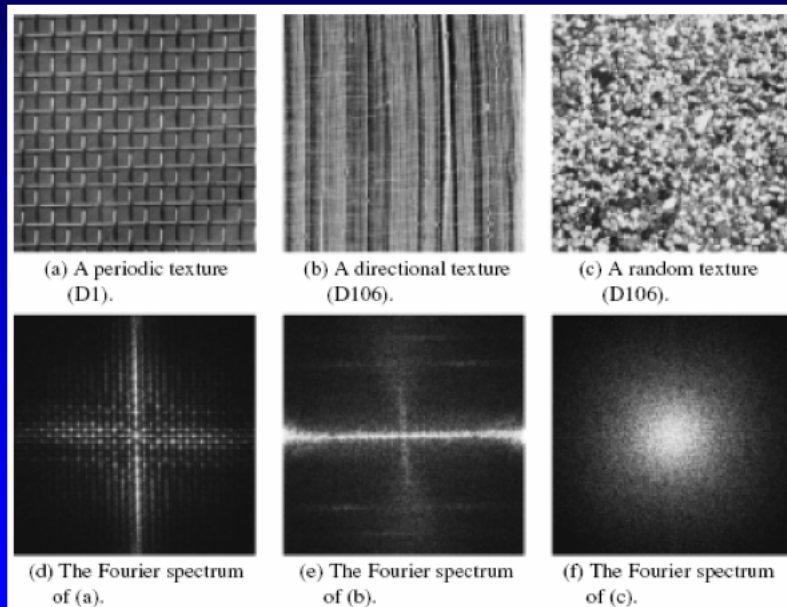 (a) A periodic texture
(D1).
(b) A directional texture
(D106).
(c) A random texture
(D106).
(d) The Fourier spectrum
of (a).
(e) The Fourier spectrum
of (b).
(f) The Fourier spectrum
of (c).